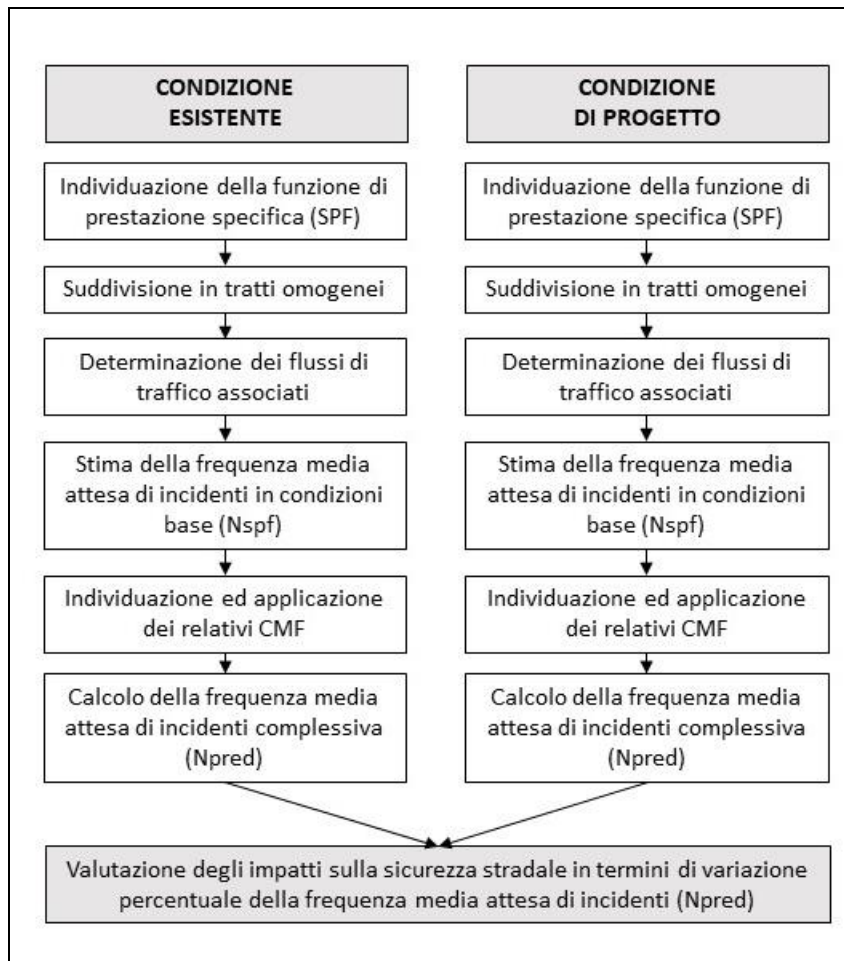 CONDIZIONE
ESISTENTE
Individuazione della funzione di
prestazione specifica (SPF)
Suddivisione in tratti omogenei
Determinazione dei flussi di
traffico associati
Stima della frequenza media
attesa di incidenti in condizioni
base (Nspf)
Individuazione ed applicazione
dei relativi CMF
Calcolo della frequenza media
attesa di incidenti complessiva
(Npred)
CONDIZIONE
DI PROGETTO
Individuazione della funzione di
prestazione specifica (SPF)
Suddivisione in tratti omogenei
Determinazione dei flussi di
traffico associati
Stima della frequenza media
attesa di incidenti in condizioni
base (Nspf)
Individuazione ed applicazione
dei relativi CMF
Calcolo della frequenza media
attesa di incidenti complessiva
(Npred)
Valutazione degli impatti sulla sicurezza stradale in termini di variazione
percentuale della frequenza media attesa di incidenti (Npred)